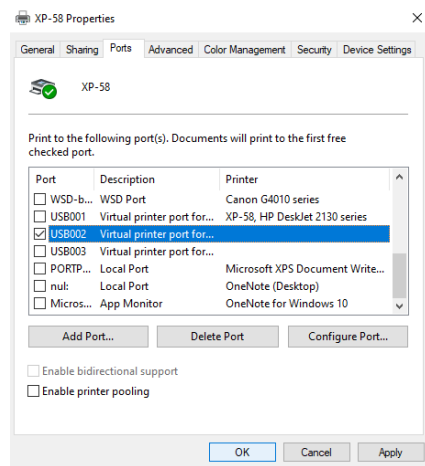 XP-58 Properties
General Sharing Ports Advanced Color Management Security Device Settings
XP-58
Print to the following port(s). Documents will print to the first free
checked port.
Port Description Printer
WSD-b... WSD Port Canon G4010 series
USB001 Virtual printer port for... XP-58, HP DeskJet 2130 series
USB002 Virtual printer port for...
USB003 Virtual printer port for...
PORTP... Local Port Microsoft XPS Document Write...
nul: Local Port OneNote (Desktop)
Micros... App Monitor OneNote for Windows 10
Add Port... Delete Port Configure Port...
Enable bidirectional support
Enable printer pooling
OK Cancel Apply